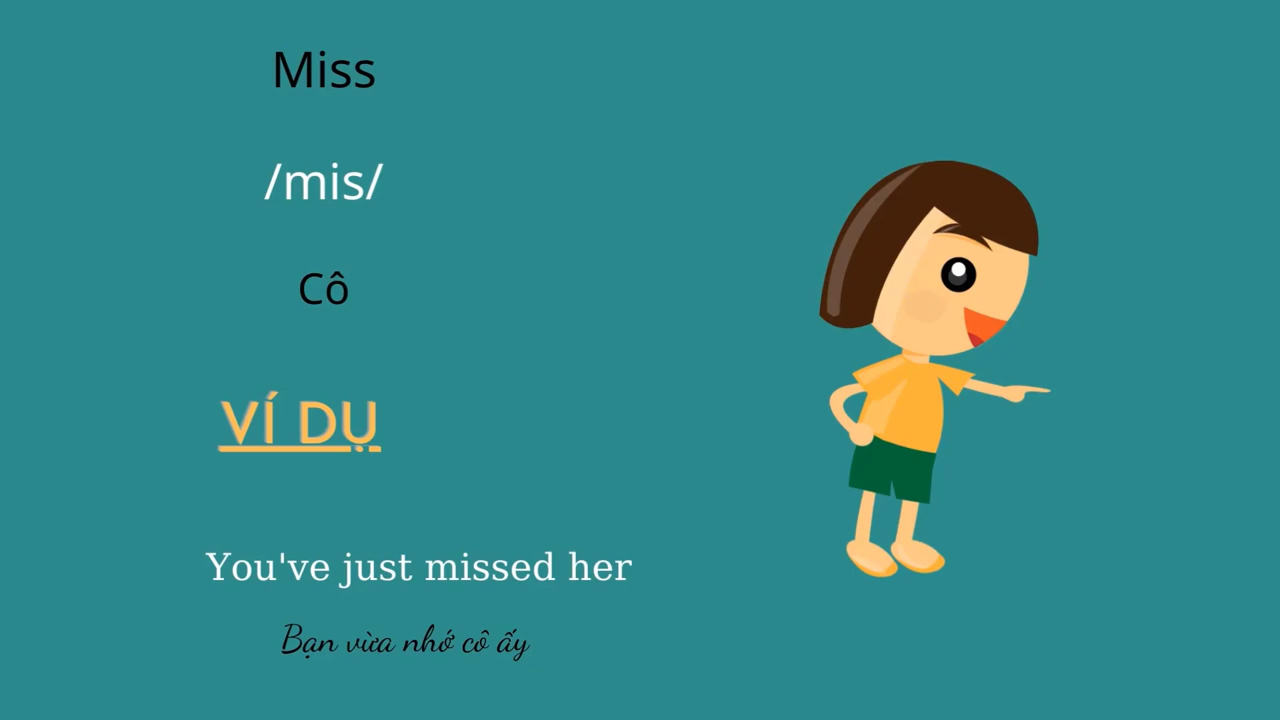 Miss
/mis/
Cô
VÍ DỤ
You've just missed her
Bạn vừa nhớ cô ấy